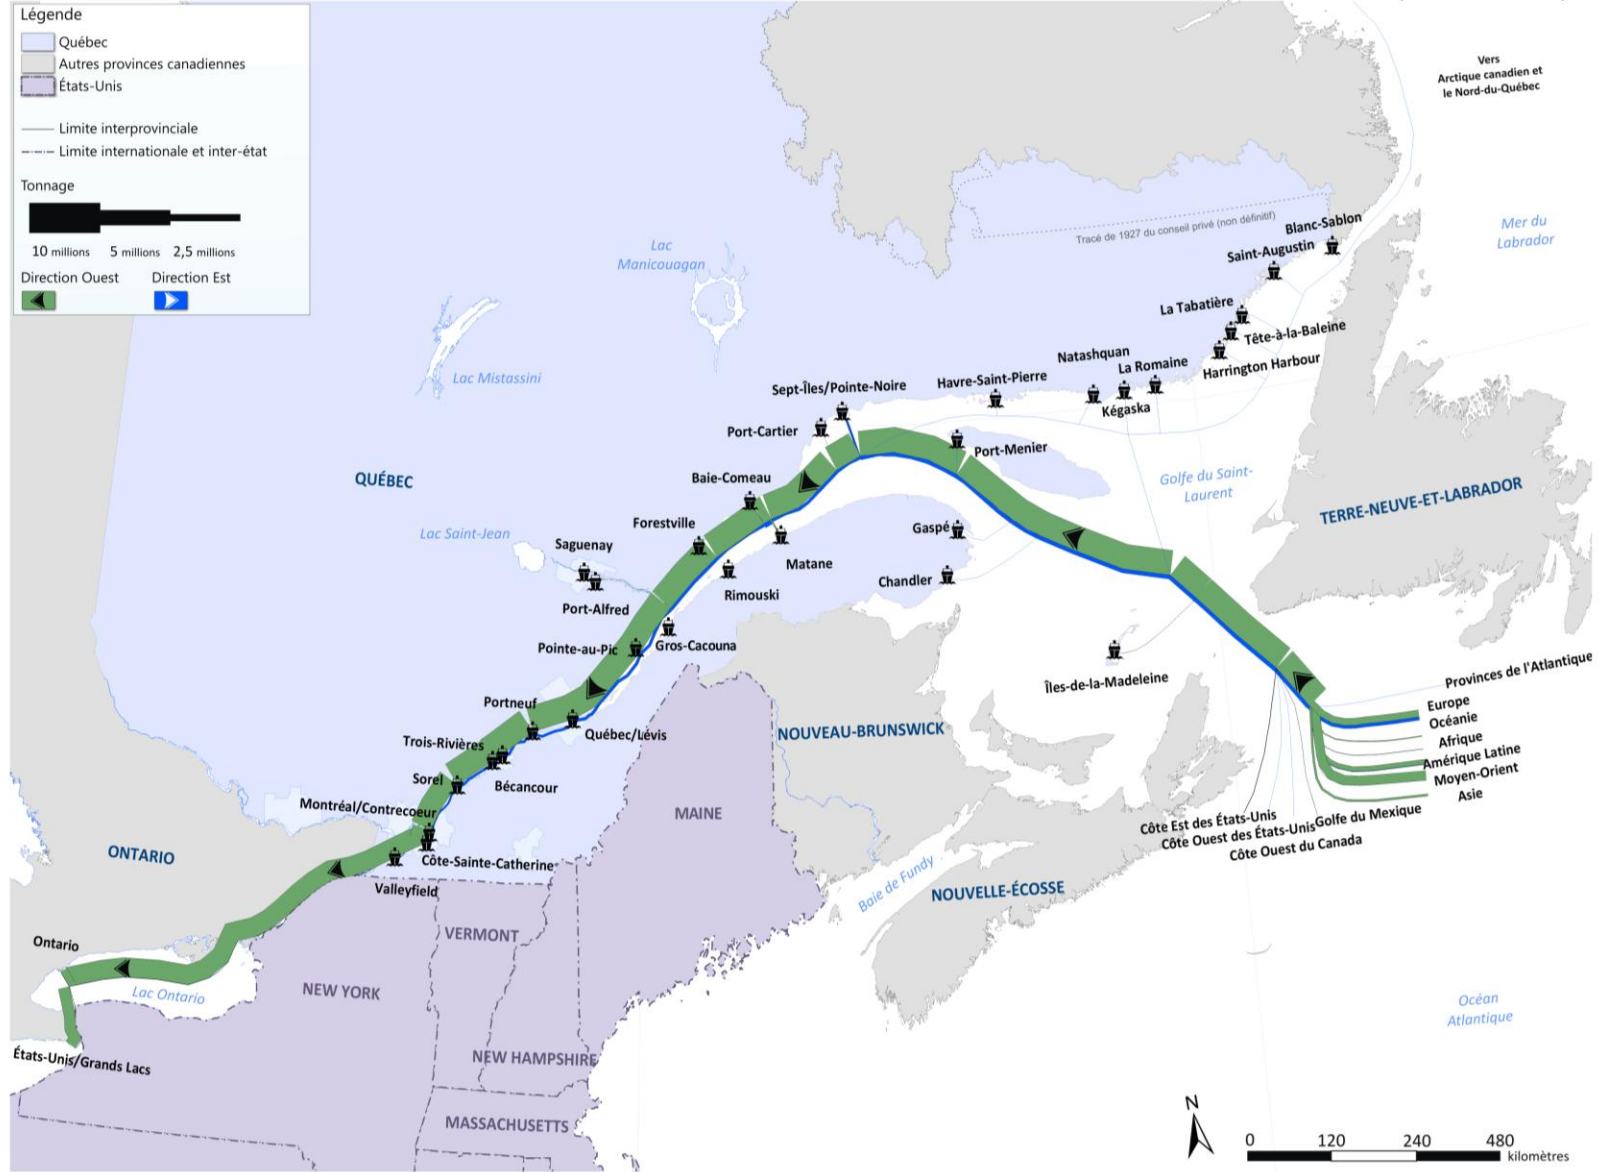 Légende
Québec
Autres provinces canadiennes
États-Unis
Limite interprovinciale
Limite internationale et inter-état
Tonnage
10 millions 5 millions 2,5 millions
Direction Ouest Direction Est
Vers
Arctique canadien et
le Nord-du-Québec
Mer du
Labrador
Tracé de 1927 du conseil privé (non définitif)
Blanc-Sablon
Saint-Augustin
Lac
Manicouagan
La Tabatière
Tête-à-la-Baleine
Harrington Harbour
Natashquan
La Romaine
Kégaska
Havre-Saint-Pierre
Sept-Îles/Pointe-Noire
Lac Mistassini
Port-Cartier
Port-Menier
Golfe du Saint-
Laurent
QUÉBEC
Baie-Comeau
TERRE-NEUVE-ET-LABRADOR
Forestville
Gaspé
Lac Saint-Jean
Saguenay
Matane
Chandler
Rimouski
Port-Alfred
Pointe-au-Pic
Gros-Cacouna
Îles-de-la-Madeleine
Provinces de l'Atlantique
Europe
Océanie
Afrique
Amérique Latine
Moyen-Orient
Asie
Portneuf
Québec/Lévis
NOUVEAU-BRUNSWICK
Trois-Rivières
Sorel
Bécancour
Montréal/Contrecoeur
MAINE
Côte Est des États-Unis
Golfe du Mexique
Côte Ouest des États-Unis
Côte Ouest du Canada
ONTARIO
Côte-Sainte-Catherine
Valleyfield
Baie de Fundy
NOUVELLE-ÉCOSSE
VERMONT
Ontario
NEW YORK
Lac Ontario
Océan
Atlantique
États-Unis/Grands Lacs
NEW HAMPSHIRE
MASSACHUSETTS
N
0 120 240 480
kilomètres